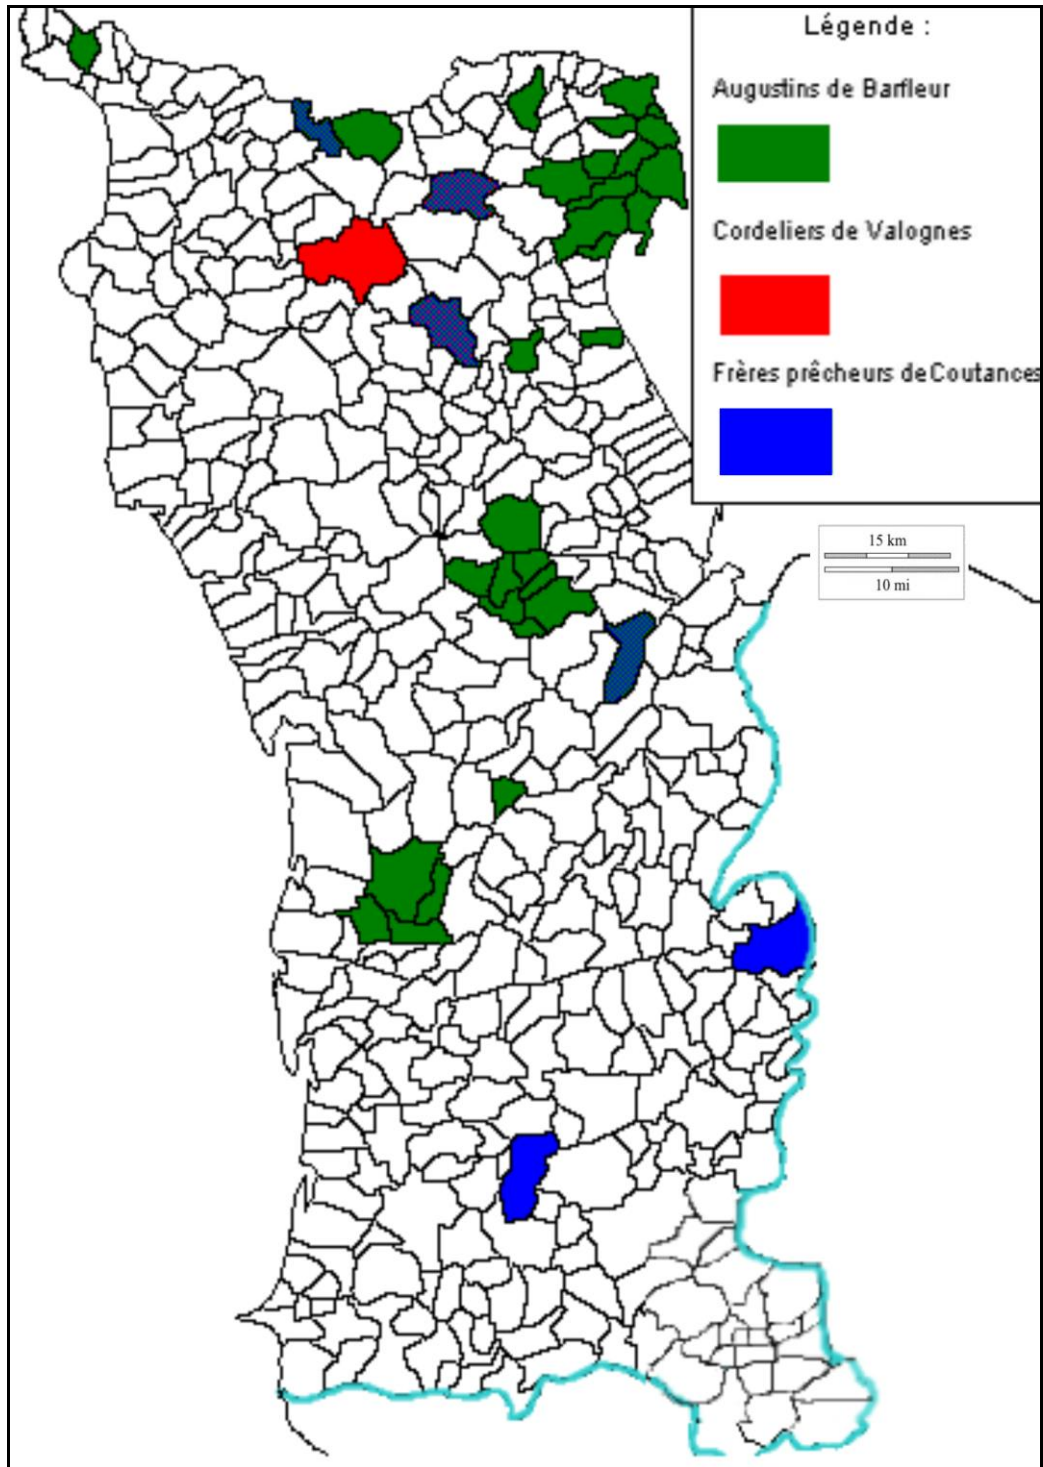 Légende :
Augustins de Barfleur
Cordeliers de Valognes
Frères prêcheurs de Coutances
15 km
10 mi